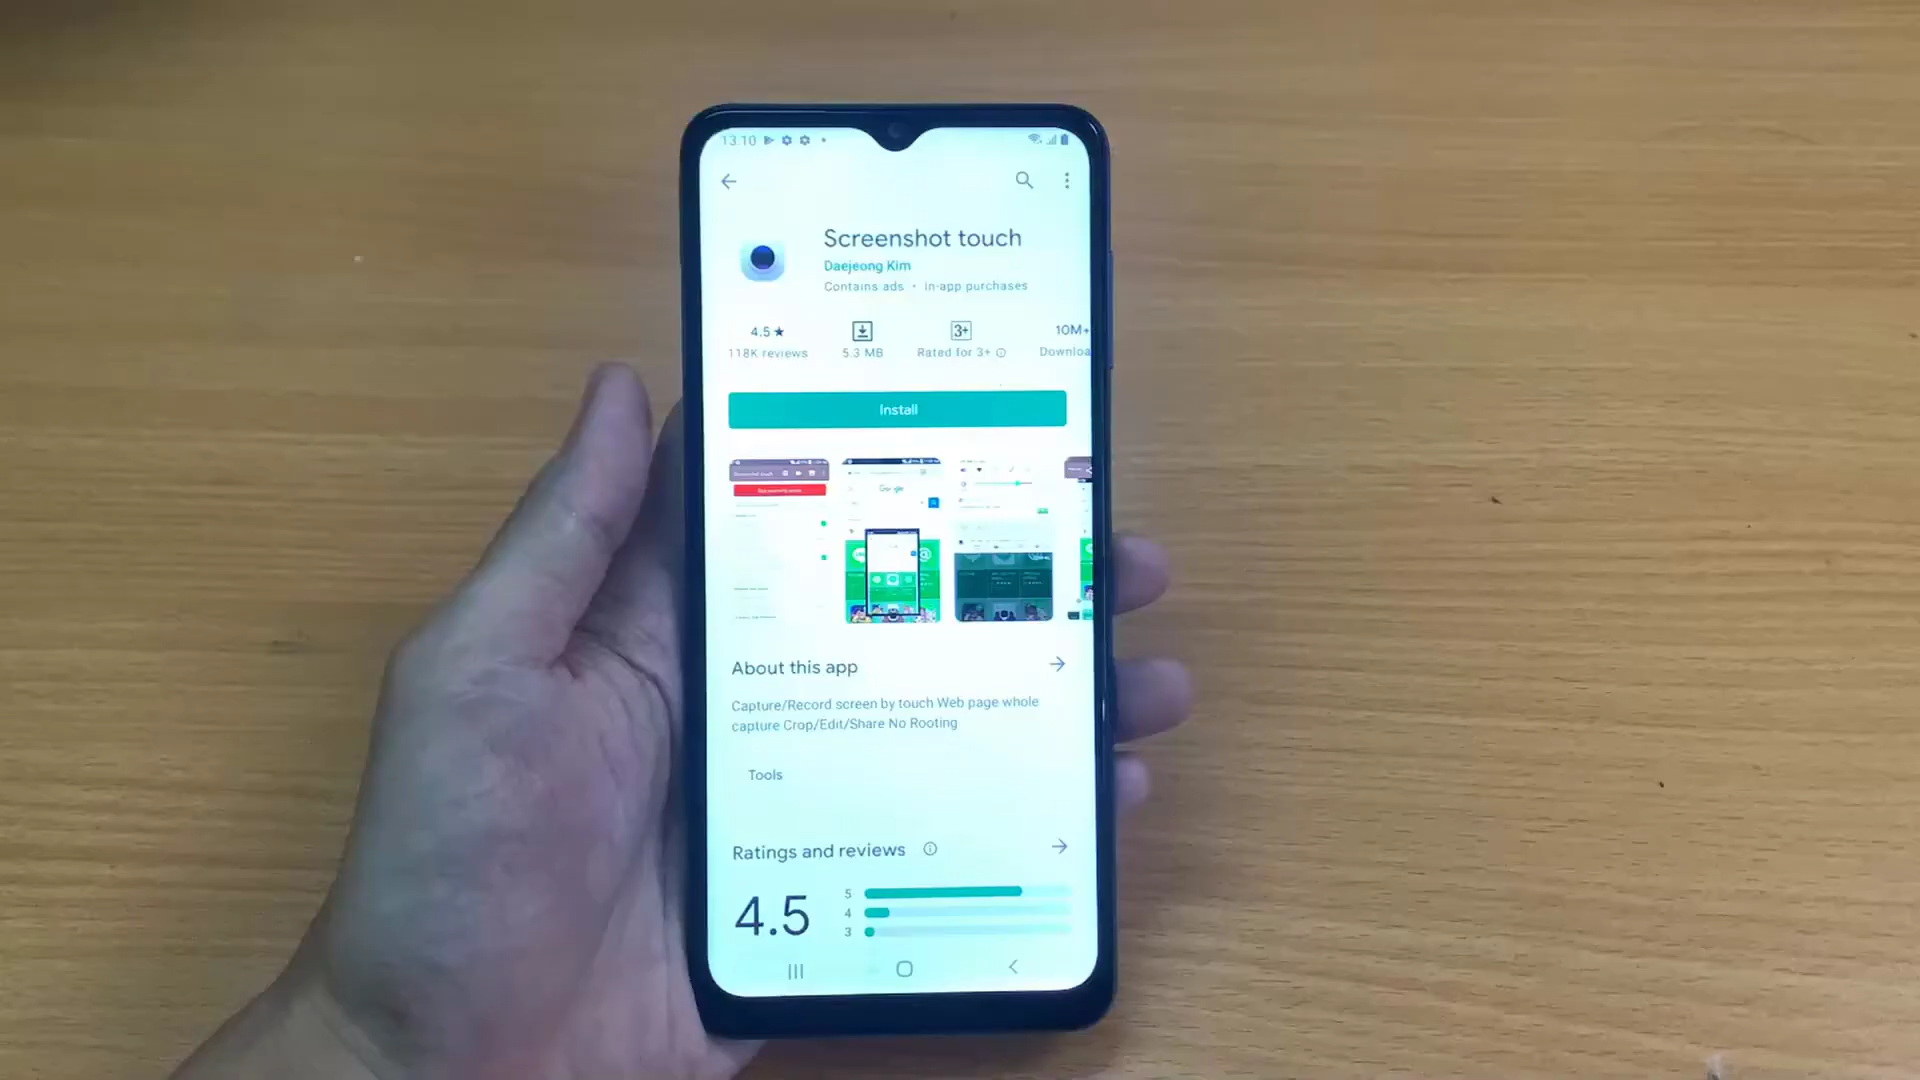 13.10
Screenshot touch
Daejeong Kim
Contains ads • In-app purchases
4.5★
118K reviews
5.3 MB
3+
Rated for 3+
10M+
Downloa
Install
Google
About this app
Capture/Record screen by touch Web page whole
capture Crop/Edit/Share No Rooting
Tools
Ratings and reviews
4.5
5
4
3